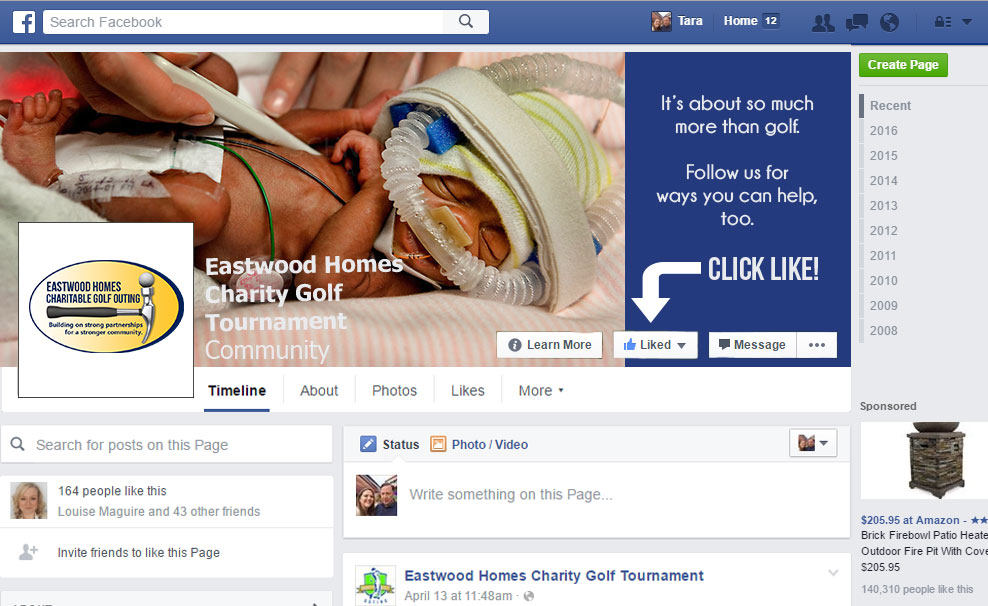 Search Facebook
Tara
Home 12
Create Page
Recent
2016
2015
2014
2013
2012
2011
2010
2009
2008
It's about so much
more than golf.
Follow us for
ways you can help,
too.
CLICK LIKE!
EASTWOOD HOMES
CHARITABLE GOLF OUTING
Building on strong partnerships
for a stronger community.
Eastwood Homes
Charity Golf
Tournament
Community
Learn More
Liked
Message
Timeline
About
Photos
Likes
More
Search for posts on this Page
164 people like this
Louise Maguire and 43 other friends
Invite friends to like this Page
Status
Photo / Video
Write something on this Page...
Eastwood Homes Charity Golf Tournament
April 13 at 11:48am ·
Sponsored
$205.95 at Amazon - ★★
Brick Firebowl Patio Heate
Outdoor Fire Pit With Cove
$205.95
140,310 people like this